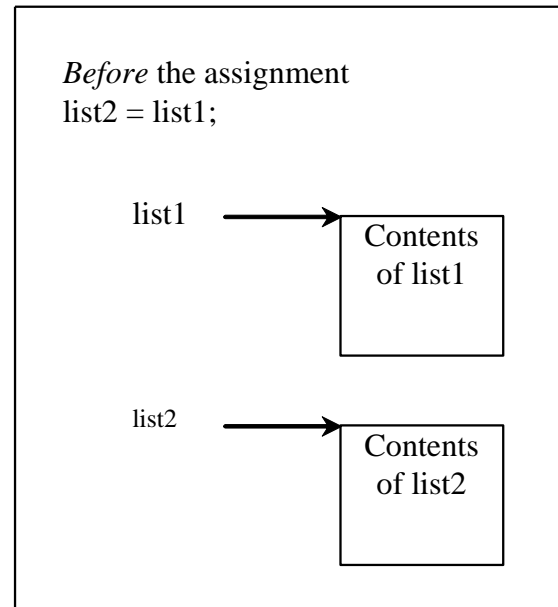 Before the assignment
list2 = list1;
list1
Contents
of list1
list2
Contents
of list2